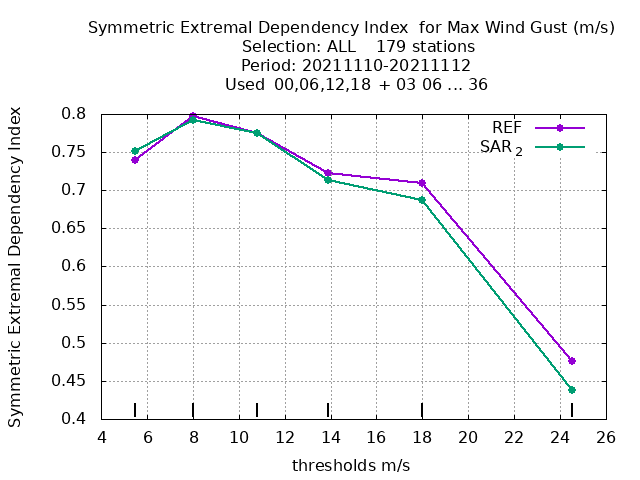 Symmetric Extremal Dependency Index  for Max Wind Gust (m/s)
Selection: ALL    179 stations
Period: 20211110-20211112
Used  00,06,12,18  + 03 06 ... 36
Symmetric Extremal Dependency Index
0.8
0.75
0.7
0.65
0.6
0.55
0.5
0.45
0.4
REF
SAR 2
4 6 8 10 12 14 16 18 20 22 24 26
thresholds m/s